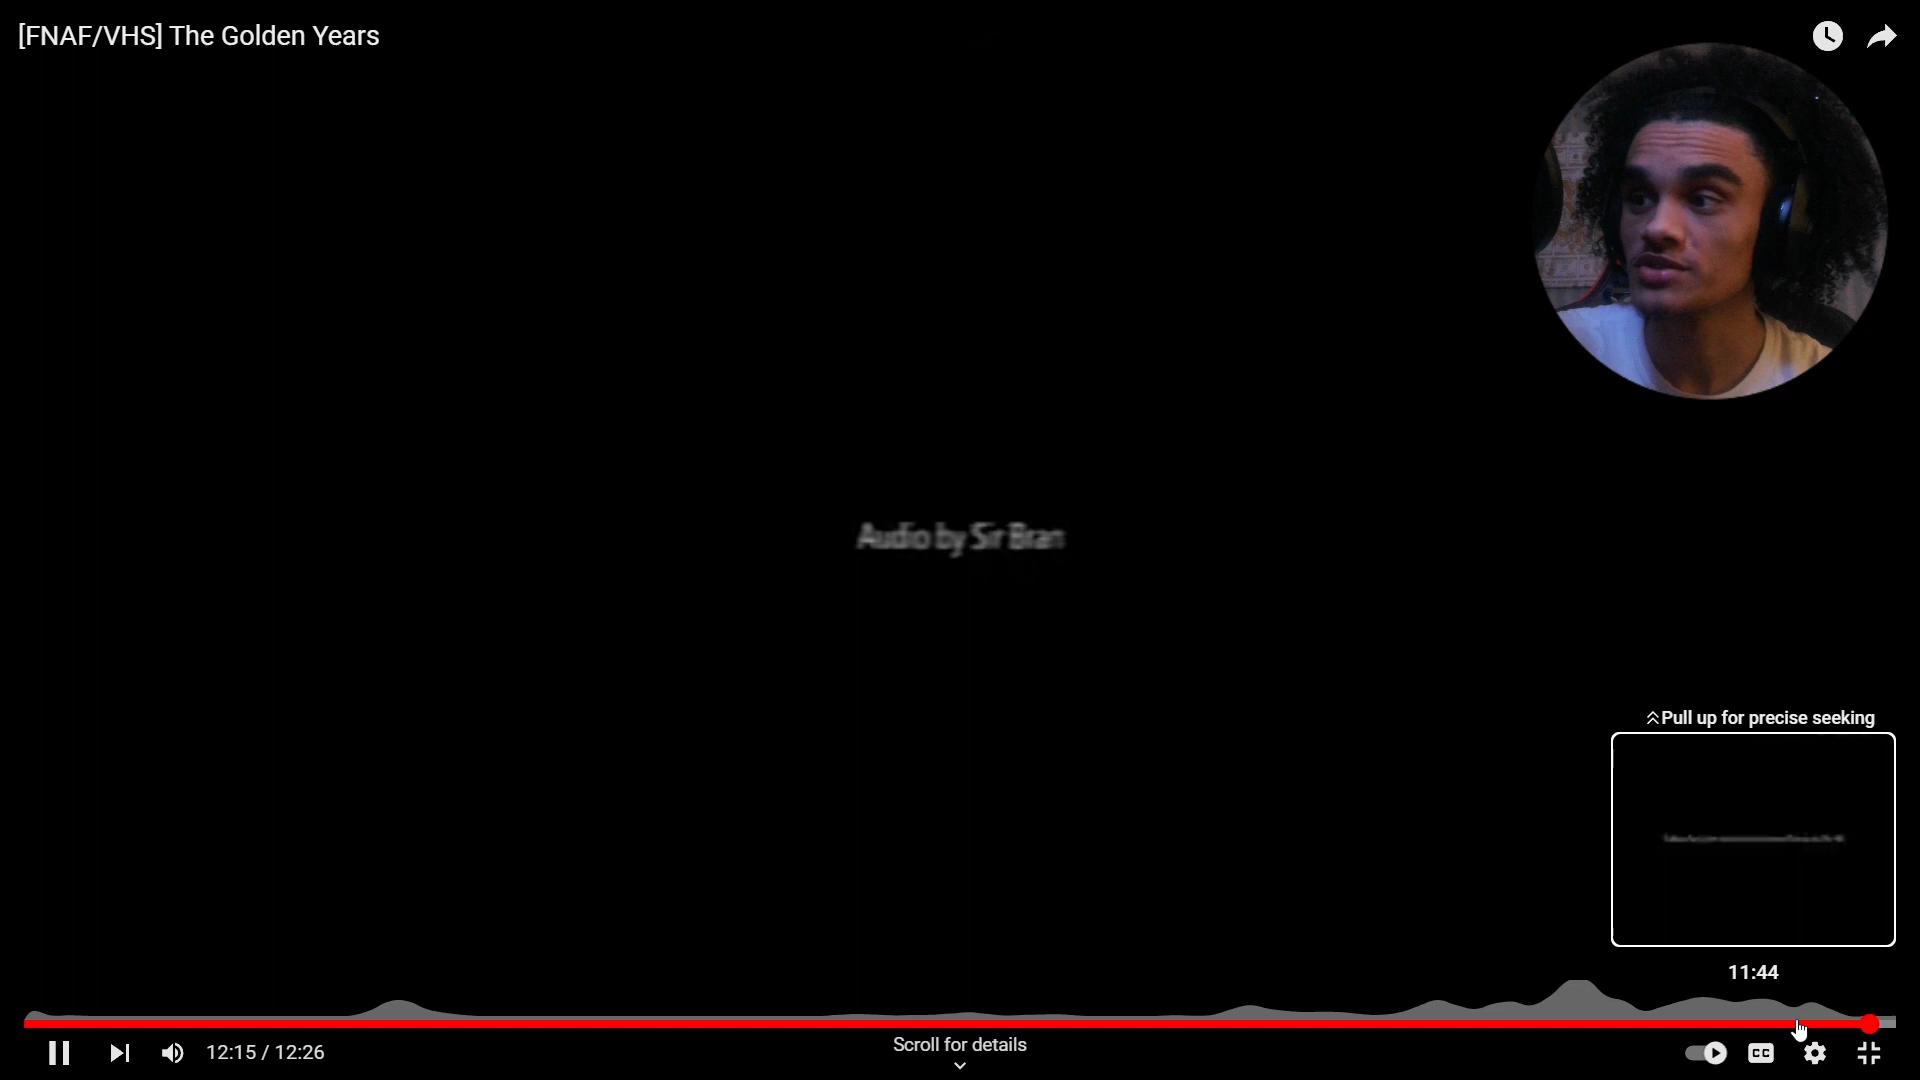 [FNAF/VHS] The Golden Years
Audio by Sir Bran
Pull up for precise seeking
11:44
12:15 / 12:26
Scroll for details
CC